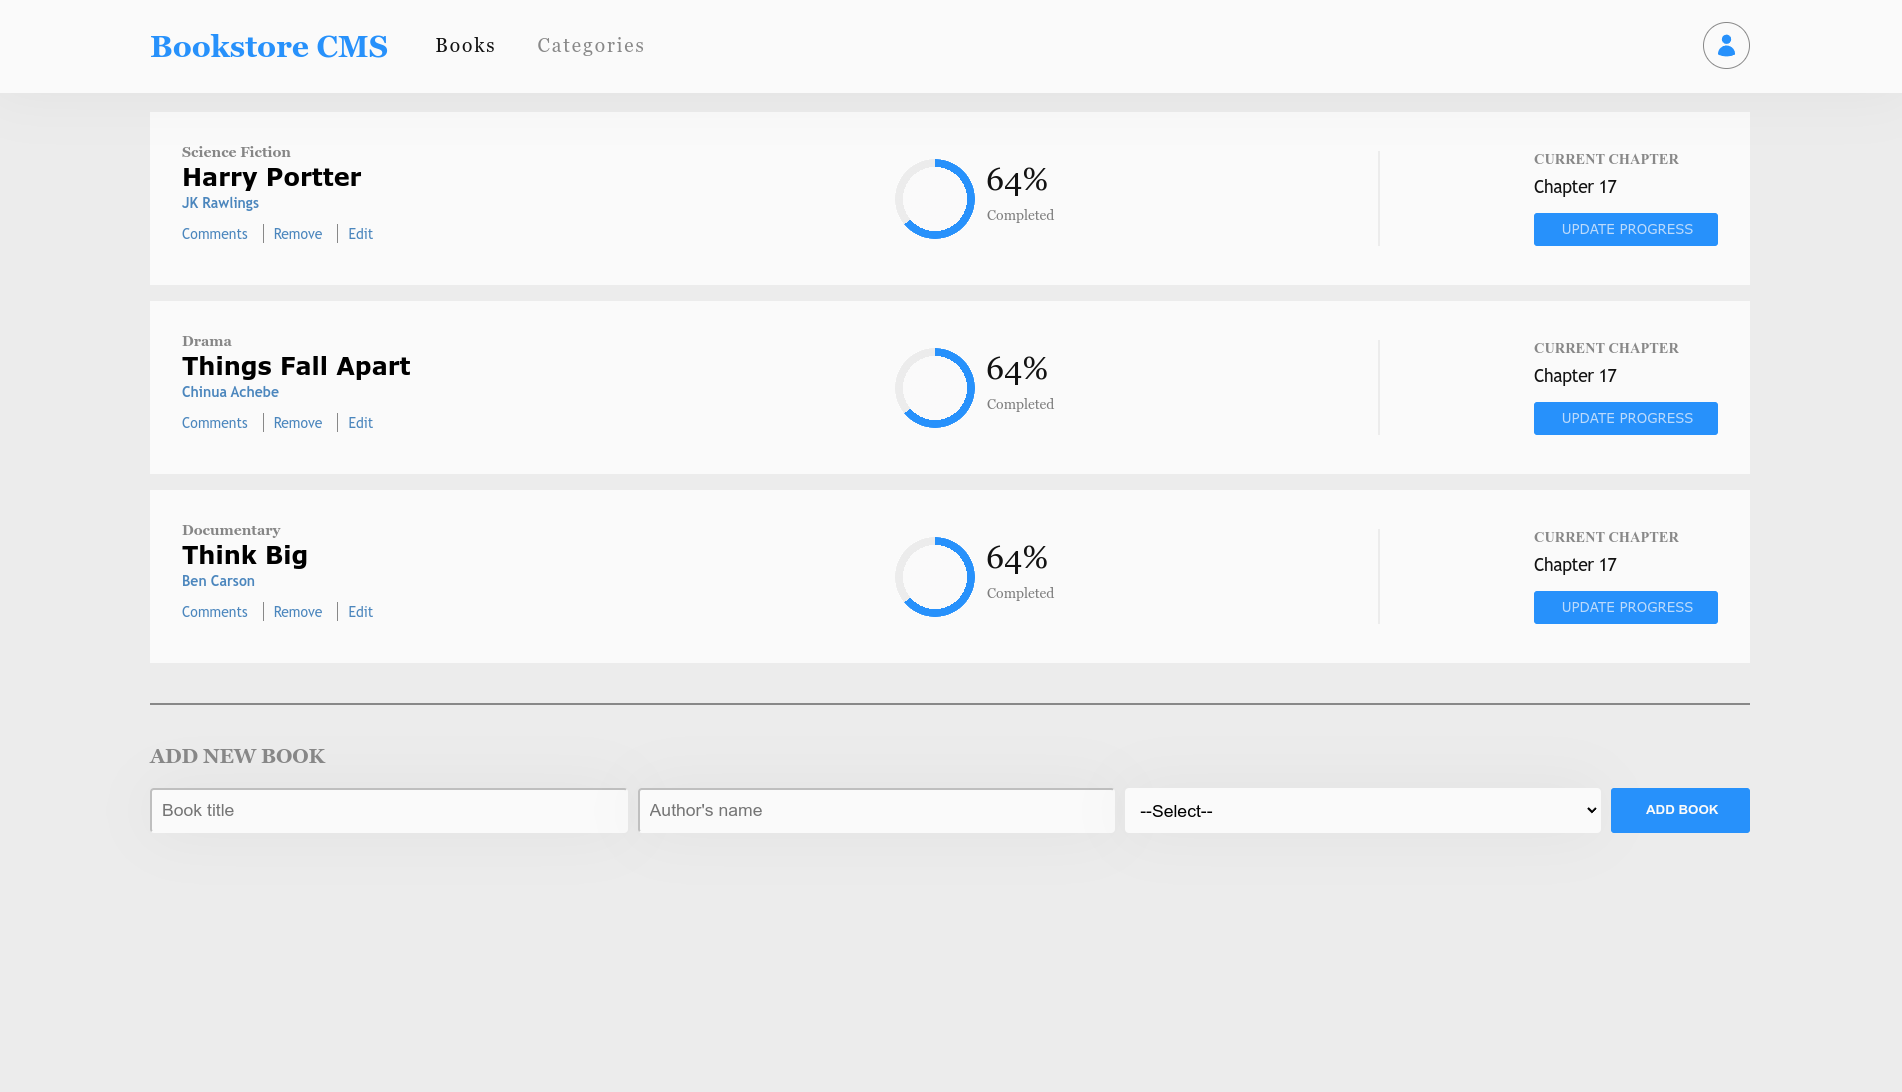 Bookstore CMS Books Categories
Science Fiction
Harry Portter
JK Rawlings
Comments Remove Edit
64%
Completed
CURRENT CHAPTER
Chapter 17
UPDATE PROGRESS
Drama
Things Fall Apart
Chinua Achebe
Comments Remove Edit
64%
Completed
CURRENT CHAPTER
Chapter 17
UPDATE PROGRESS
Documentary
Think Big
Ben Carson
Comments Remove Edit
64%
Completed
CURRENT CHAPTER
Chapter 17
UPDATE PROGRESS
ADD NEW BOOK
Book title Author's name --Select-- ADD BOOK